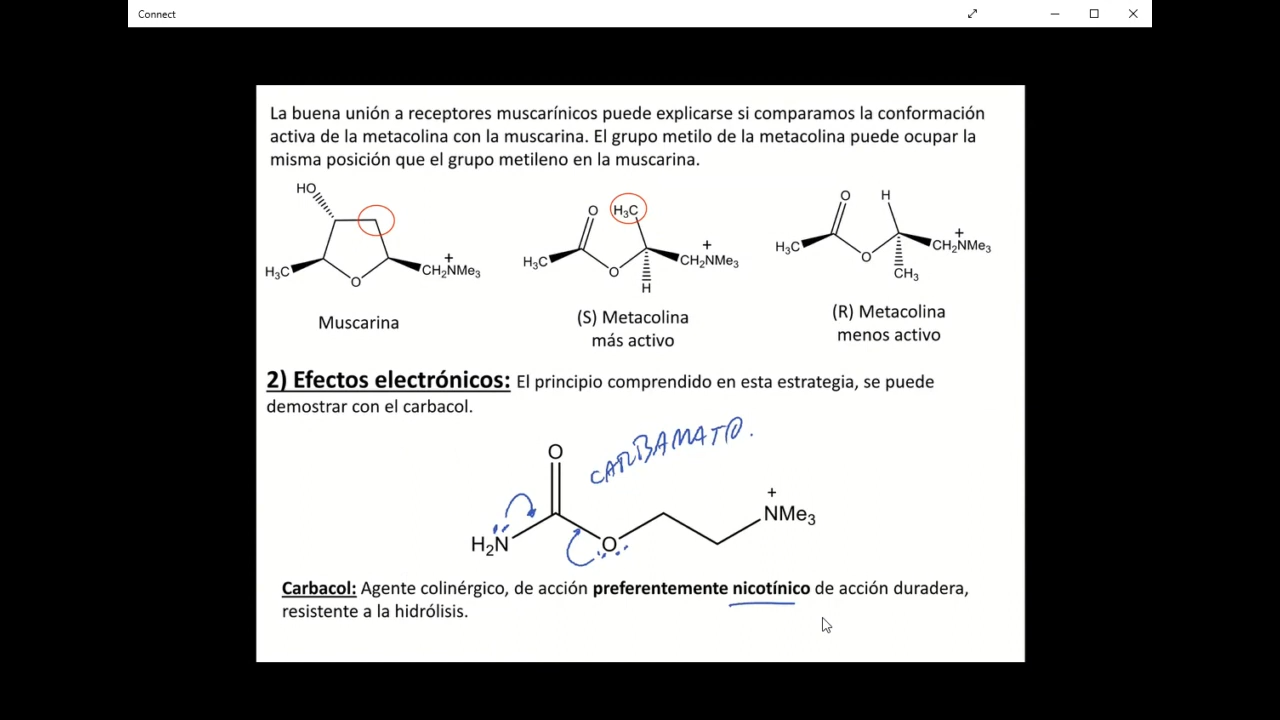 Connect
La buena unión a receptores muscarínicos puede explicarse si comparamos la conformación
activa de la metacolina con la muscarina. El grupo metilo de la metacolina puede ocupar la
misma posición que el grupo metileno en la muscarina.
HO
H₃C
O
+
CH₂NMe₃
Muscarina
O
H₃C
H₃C
O
H
+
CH₂NMe₃
(S) Metacolina
más activo
O
H
H₃C
O
CH₃
+
CH₂NMe₃
(R) Metacolina
menos activo
2) Efectos electrónicos: El principio comprendido en esta estrategia, se puede
demostrar con el carbacol.
CARBAMATO.
O
H₂N
O
+
NMe₃
Carbacol: Agente colinérgico, de acción preferentemente nicotínico de acción duradera,
resistente a la hidrólisis.